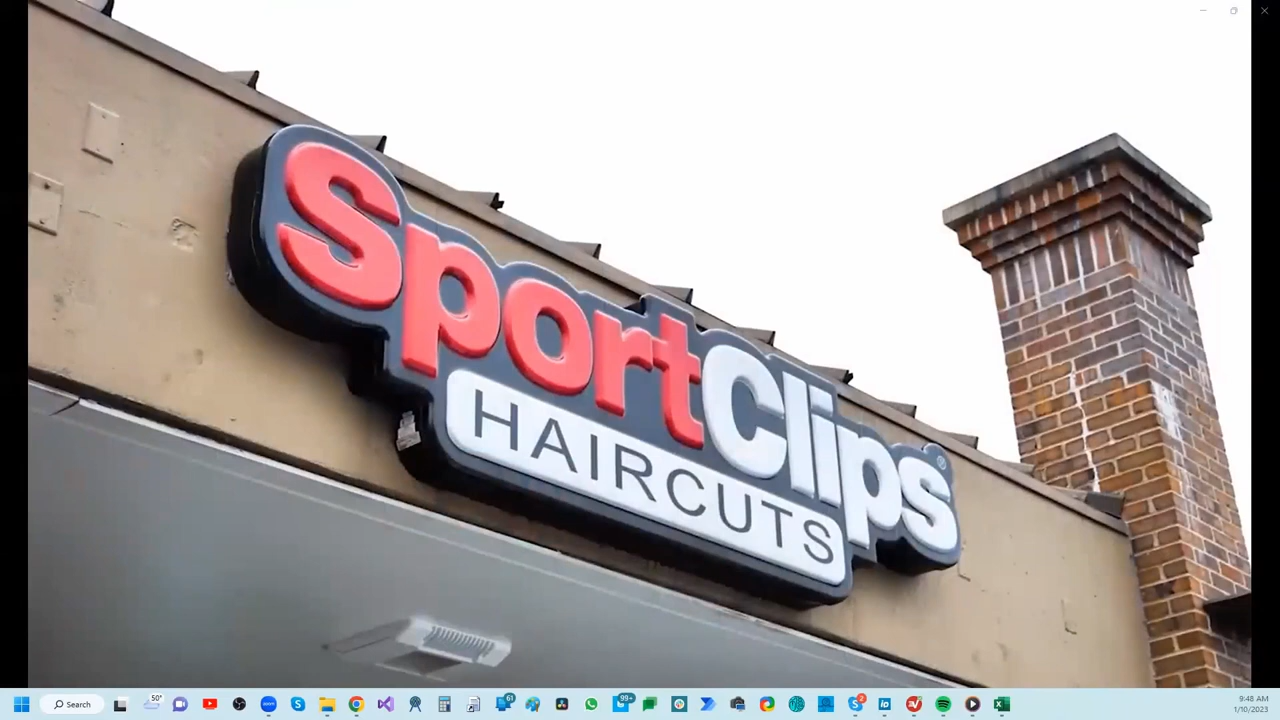 SportClips®
HAIRCUTS
Search
50°
61
99+
2
9:48 AM
1/10/2023